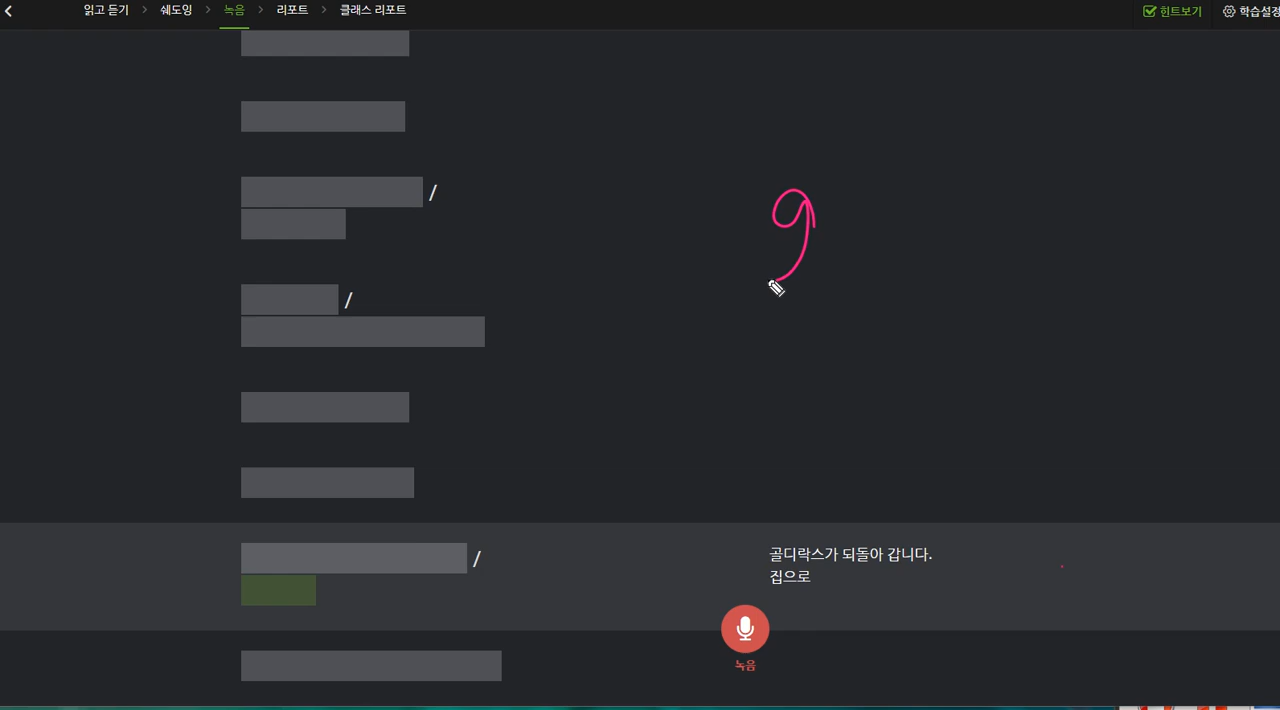 읽고 듣기 > 쉐도잉 > 녹음 > 리포트 > 클래스 리포트
힌트보기 학습설정
/
9
/
/
골디락스가 되돌아 갑니다.
집으로
녹음